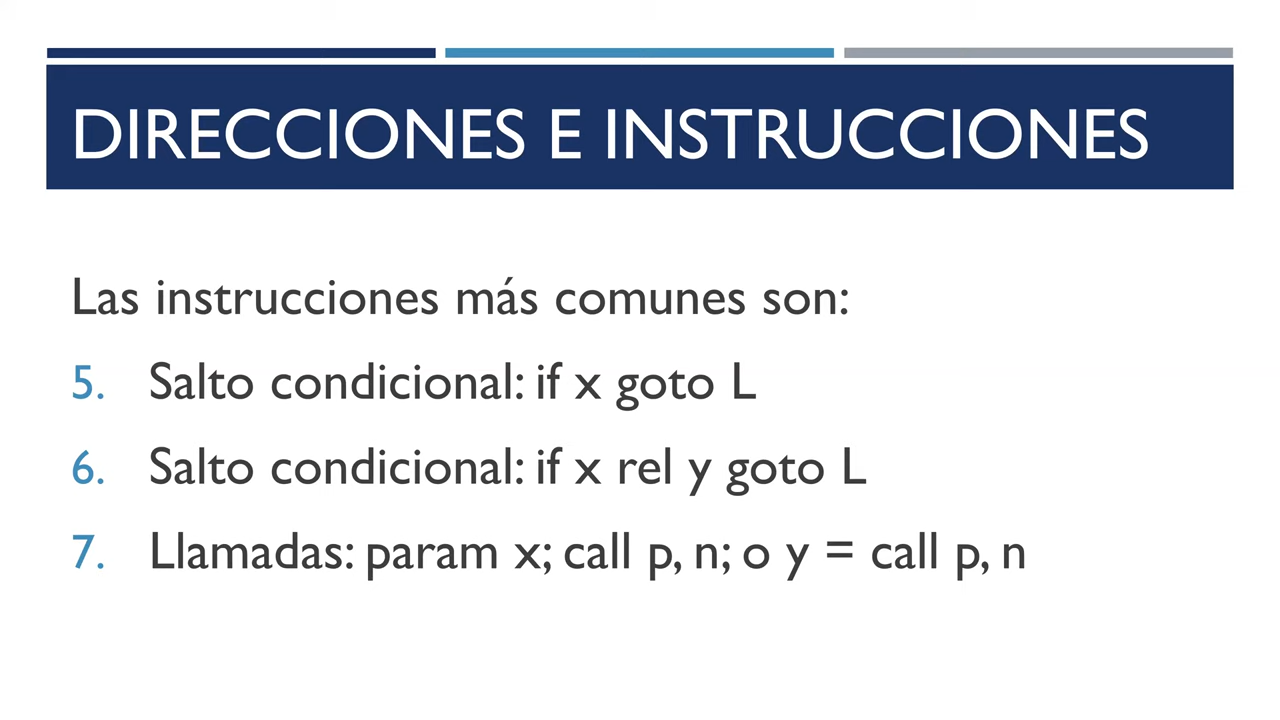 DIRECCIONES E INSTRUCCIONES
Las instrucciones más comunes son:
5. Salto condicional: if x goto L
6. Salto condicional: if x rel y goto L
7. Llamadas: param x; call p, n; o y = call p, n